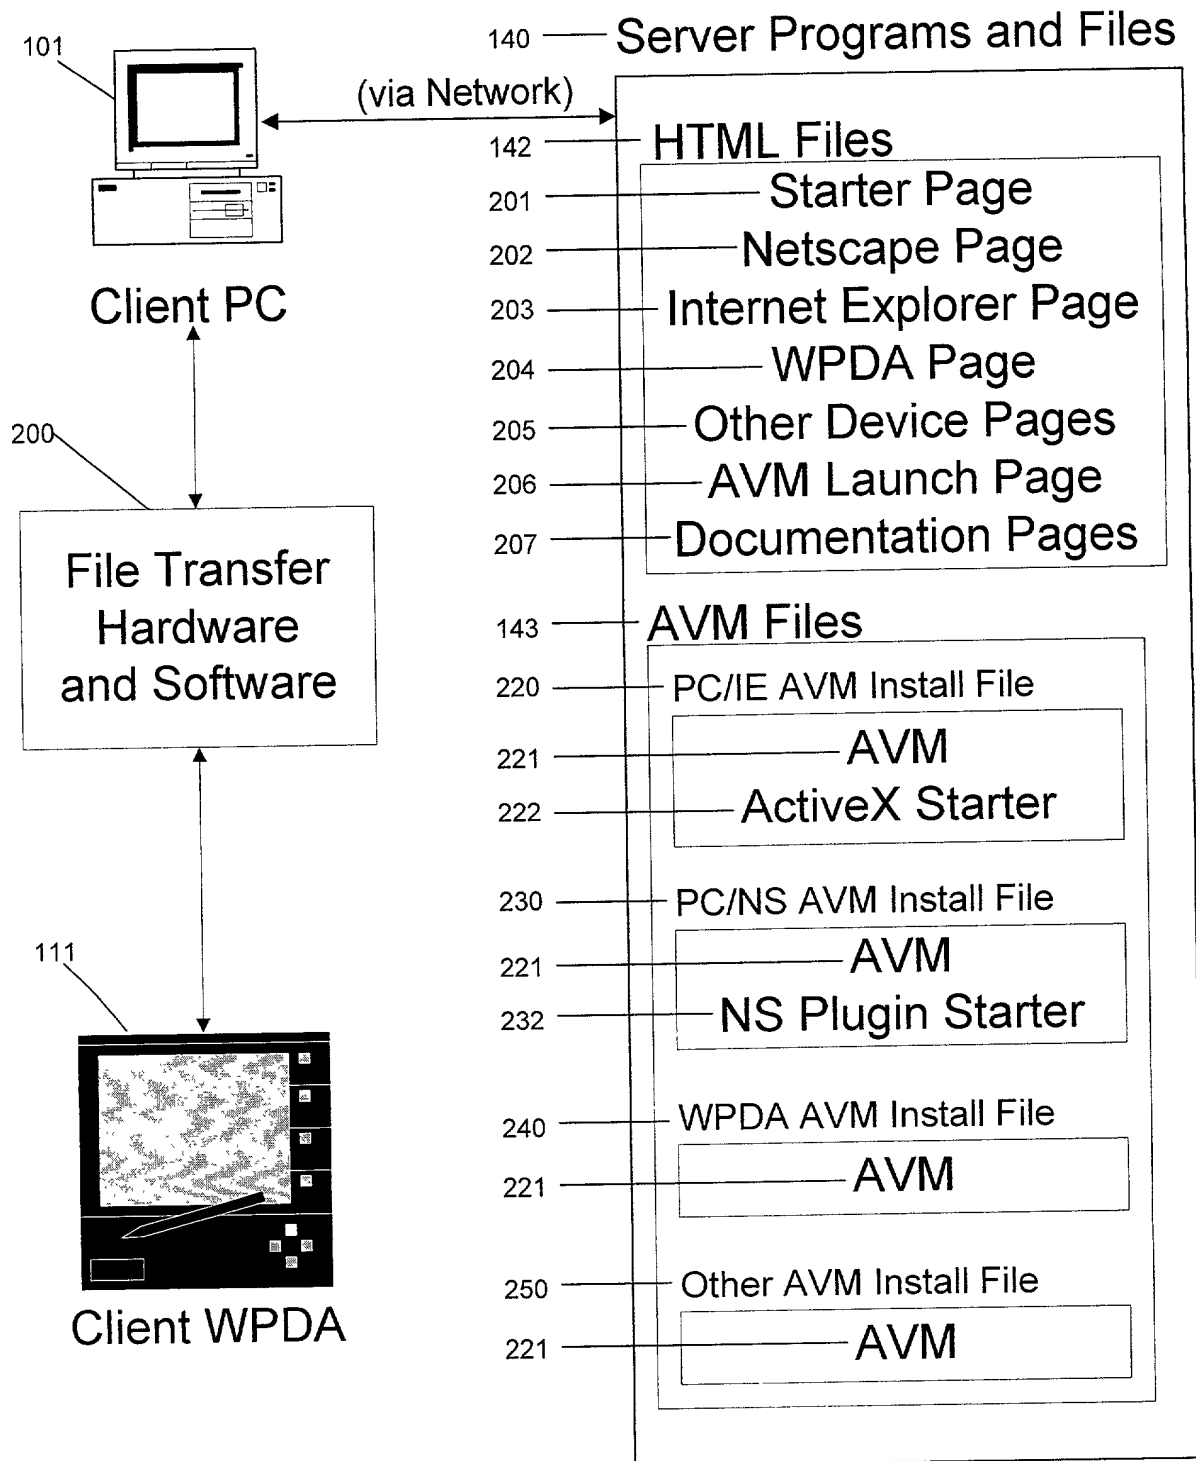 101
140 Server Programs and Files
(via Network)
142 HTML Files
201 Starter Page
202 Netscape Page
203 Internet Explorer Page
204 WPDA Page
205 Other Device Pages
206 AVM Launch Page
207 Documentation Pages
Client PC
200
File Transfer
Hardware
and Software
143 AVM Files
220 PC/IE AVM Install File
221 AVM
222 ActiveX Starter
230 PC/NS AVM Install File
221 AVM
232 NS Plugin Starter
111
240 WPDA AVM Install File
221 AVM
250 Other AVM Install File
221 AVM
Client WPDA